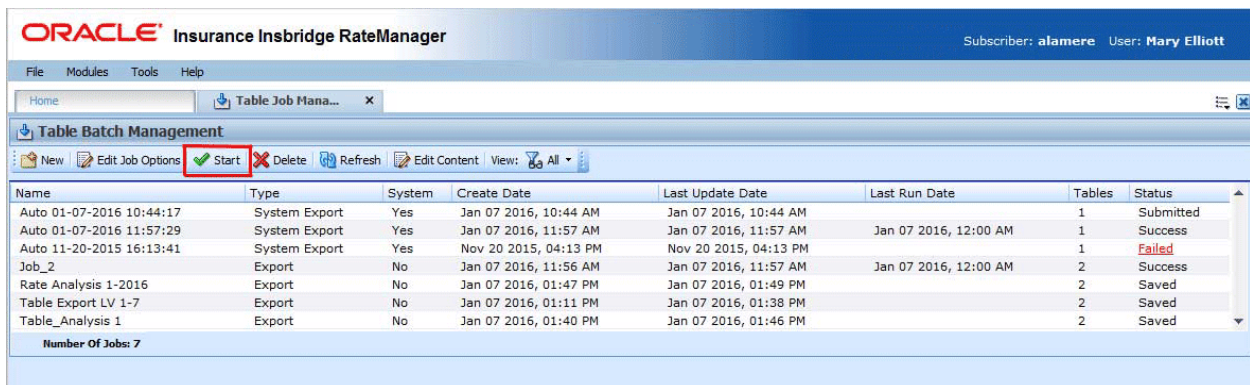 ORACLE® Insurance Insbridge RateManager
Subscriber: alamere User: Mary Elliott
File Modules Tools Help
Home Table Job Mana... x
Table Batch Management
New Edit Job Options Start Delete Refresh Edit Content View: All
Name Type System Create Date Last Update Date Last Run Date Tables Status
Auto 01-07-2016 10:44:17 System Export Yes Jan 07 2016, 10:44 AM Jan 07 2016, 10:44 AM 1 Submitted
Auto 01-07-2016 11:57:29 System Export Yes Jan 07 2016, 11:57 AM Jan 07 2016, 11:57 AM Jan 07 2016, 12:00 AM 1 Success
Auto 11-20-2015 16:13:41 System Export Yes Nov 20 2015, 04:13 PM Nov 20 2015, 04:13 PM 1 Failed
Job_2 Export No Jan 07 2016, 11:56 AM Jan 07 2016, 11:57 AM Jan 07 2016, 12:00 AM 2 Success
Rate Analysis 1-2016 Export No Jan 07 2016, 01:47 PM Jan 07 2016, 01:49 PM 2 Saved
Table Export LV 1-7 Export No Jan 07 2016, 01:11 PM Jan 07 2016, 01:38 PM 2 Saved
Table_Analysis 1 Export No Jan 07 2016, 01:40 PM Jan 07 2016, 01:46 PM 2 Saved
Number Of Jobs: 7